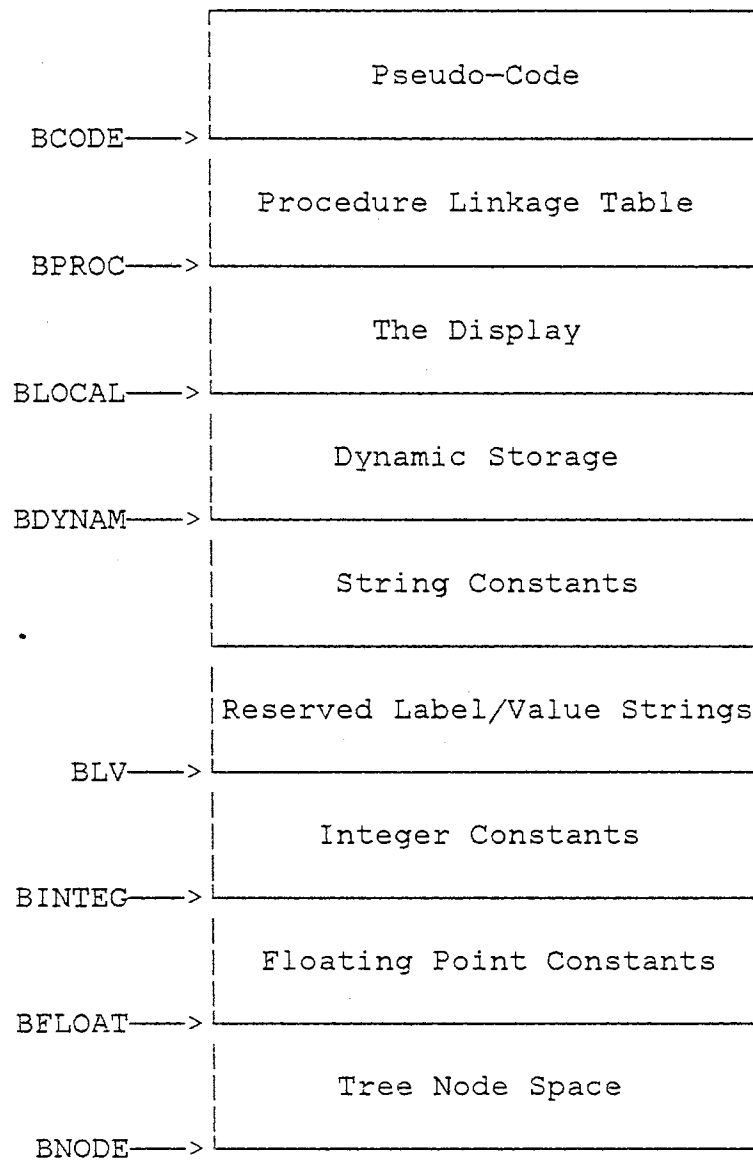 Pseudo-Code
BCODE
Procedure Linkage Table
BPROC
The Display
BLOCAL
Dynamic Storage
BDYNAM
String Constants
Reserved Label/Value Strings
BLV
Integer Constants
BINTEG
Floating Point Constants
BFLOAT
Tree Node Space
BNODE